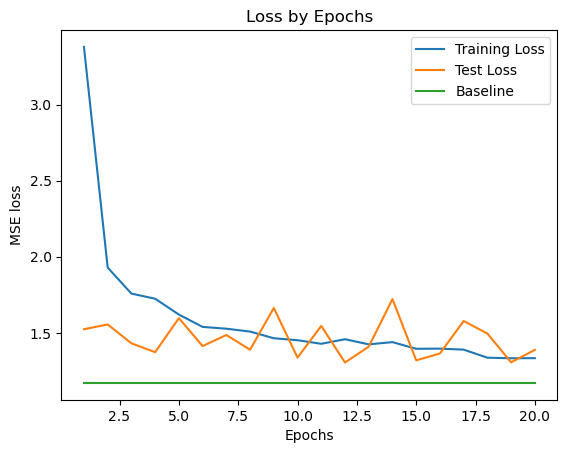 Loss by Epochs
Training Loss
Test Loss
Baseline
MSE loss
3.0
2.5
2.0
1.5
2.5 5.0 7.5 10.0 12.5 15.0 17.5 20.0
Epochs